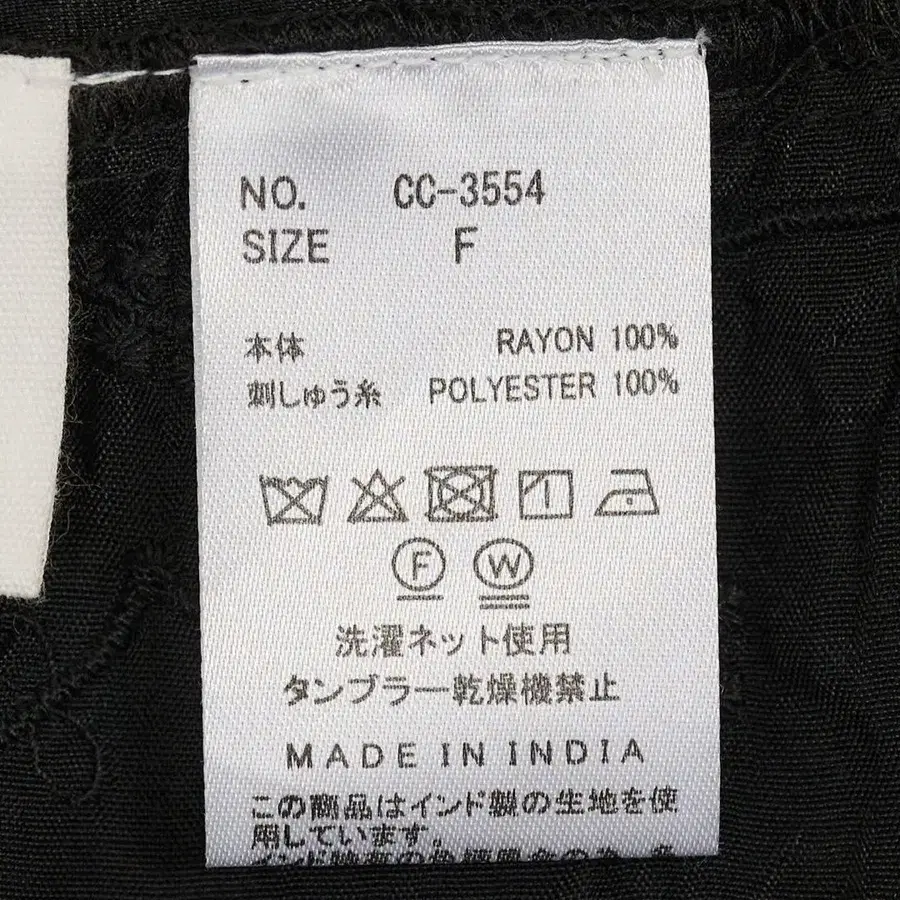 NO. CC-3554
SIZE F
本体 RAYON 100%
刺しゅう糸 POLYESTER 100%
F W
洗濯ネット使用
タンブラー乾燥機禁止
MADE IN INDIA
この商品はインド製の生地を使
用しています。